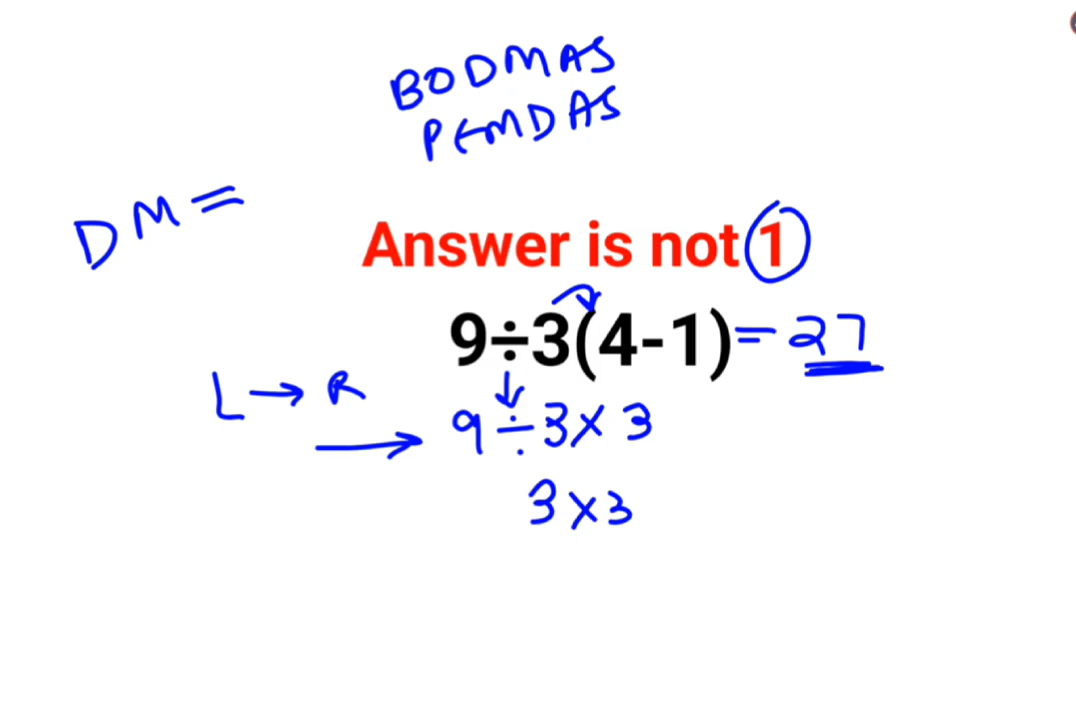 BODMAS
PEMDAS
DM=
Answer is not 1
9÷3(4-1)=27
L→R
→ 9÷3×3
3×3